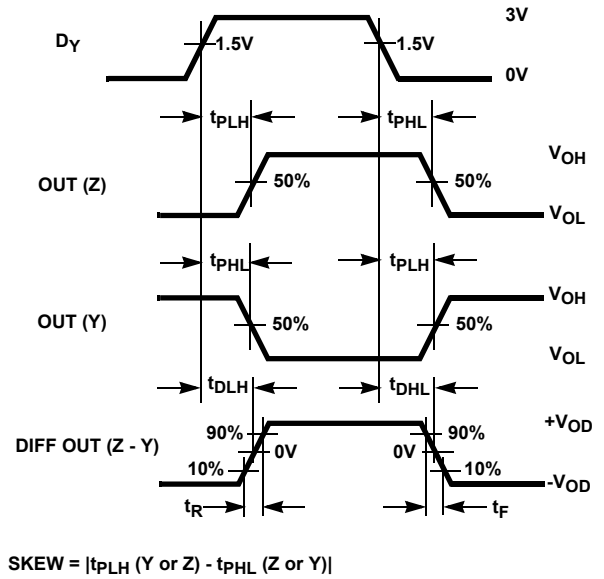 3V
DY
1.5V
1.5V
0V
tPLH
tPHL
VOH
OUT (Z)
50%
50%
VOL
tPHL
tPLH
VOH
OUT (Y)
50%
50%
VOL
tDLH
tDHL
+VOD
90%
90%
DIFF OUT (Z - Y)
0V
0V
10%
10%
-VOD
tR
tF
SKEW = |tPLH (Y or Z) - tPHL (Z or Y)|